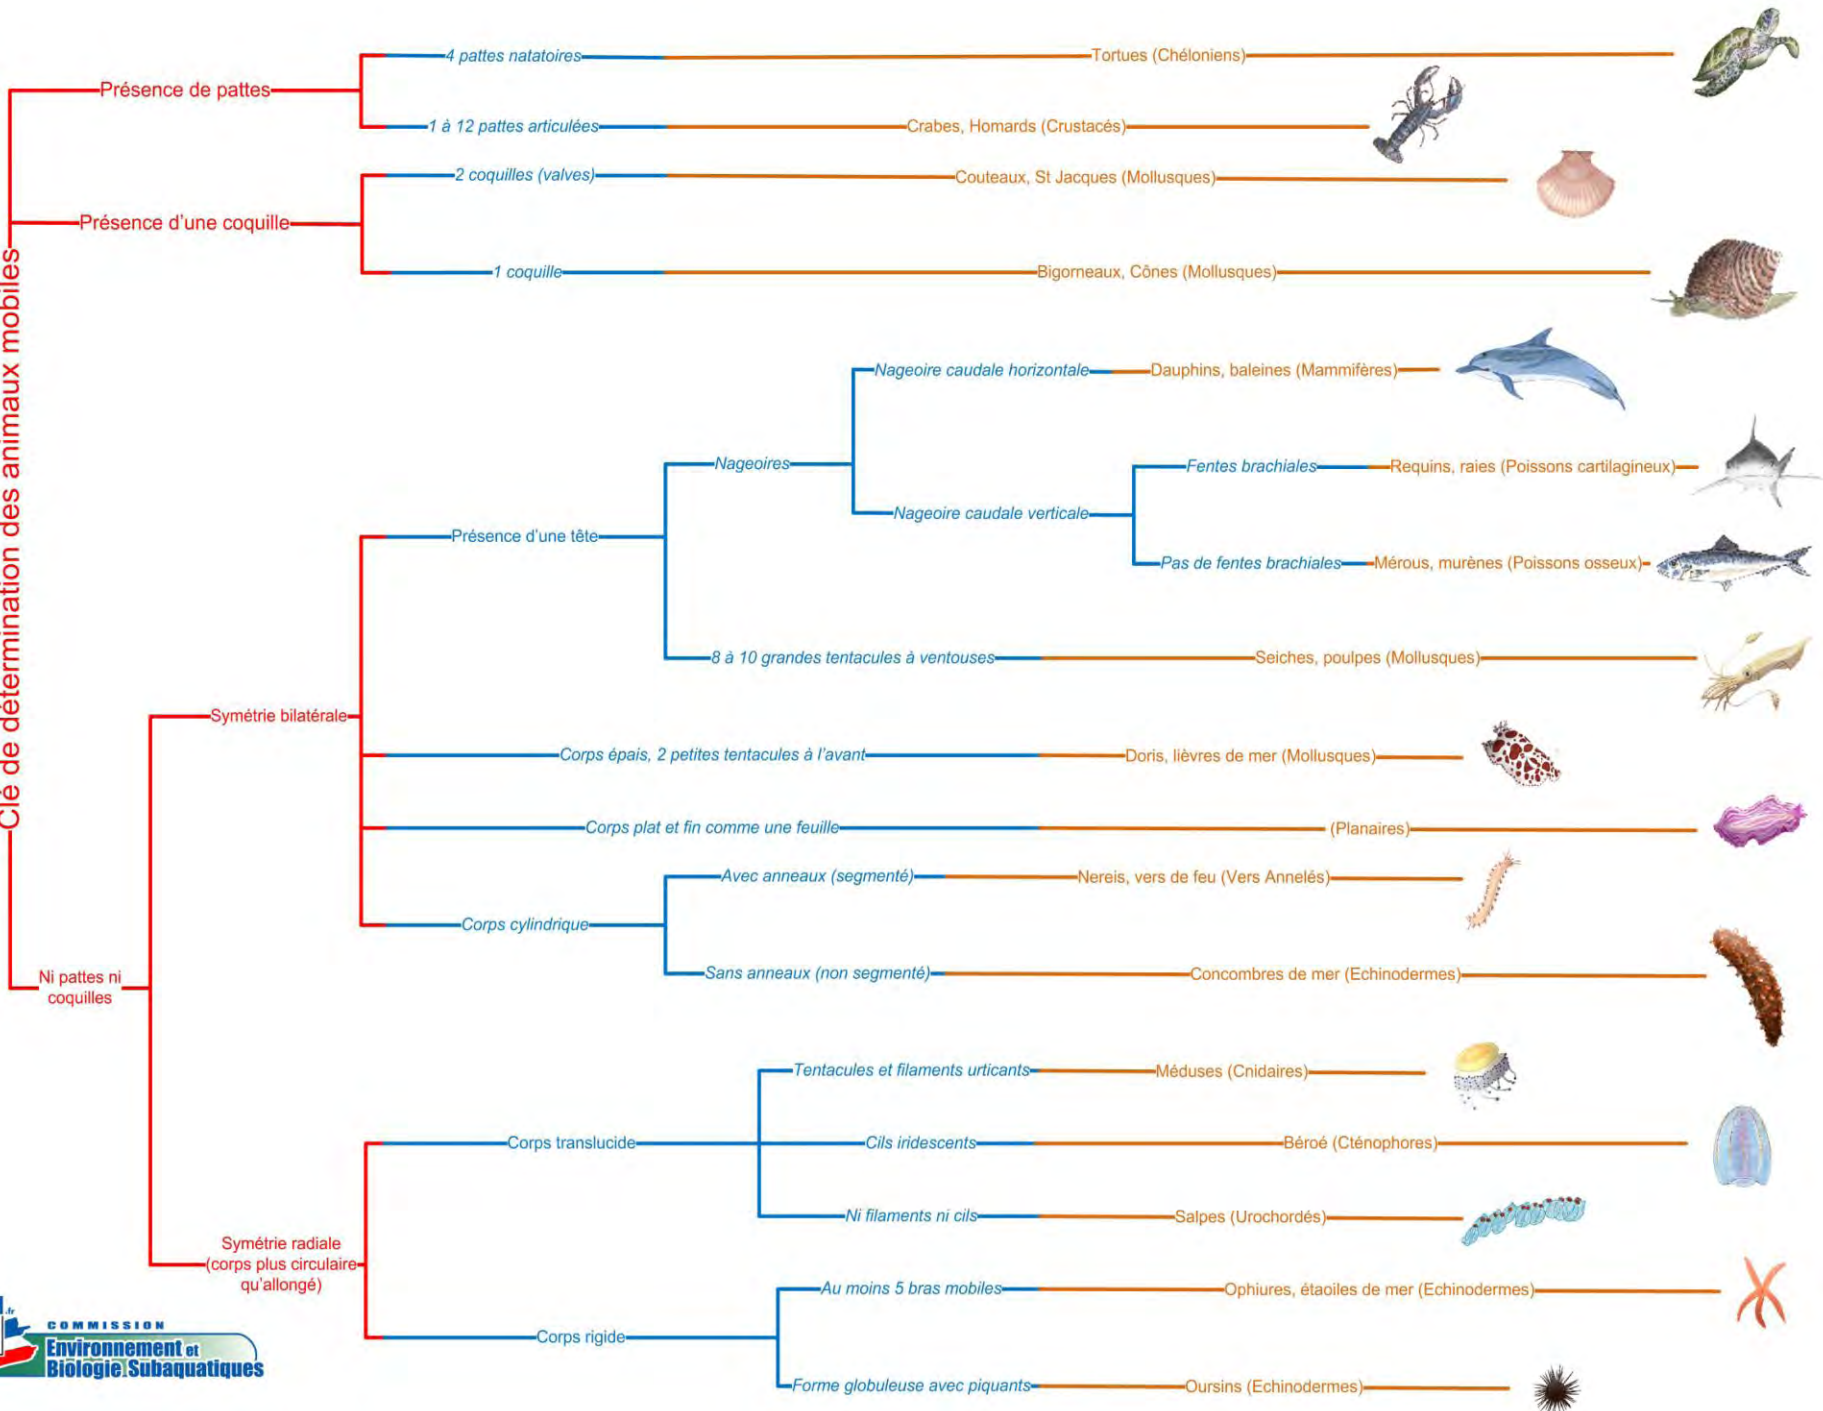 Clé de détermination des animaux mobiles
Présence de pattes
4 pattes natatoires
Tortues (Chéloniens)
1 à 12 pattes articulées
Crabes, Homards (Crustacés)
Présence d'une coquille
2 coquilles (valves)
Couteaux, St Jacques (Mollusques)
1 coquille
Bigorneaux, Cônes (Mollusques)
Ni pattes ni
coquilles
Symétrie bilatérale
Présence d'une tête
Nageoires
Nageoire caudale horizontale
Dauphins, baleines (Mammifères)
Nageoire caudale verticale
Fentes brachiales
Requins, raies (Poissons cartilagineux)
Pas de fentes brachiales
Mérous, murènes (Poissons osseux)
8 à 10 grandes tentacules à ventouses
Seiches, poulpes (Mollusques)
Corps épais, 2 petites tentacules à l'avant
Doris, lièvres de mer (Mollusques)
Corps plat et fin comme une feuille
(Planaires)
Corps cylindrique
Avec anneaux (segmenté)
Nereis, vers de feu (Vers Annelés)
Sans anneaux (non segmenté)
Concombres de mer (Echinodermes)
Symétrie radiale
(corps plus circulaire
qu'allongé)
Corps translucide
Tentacules et filaments urticants
Méduses (Cnidaires)
Cils iridescents
Béroé (Cténophores)
Ni filaments ni cils
Salpes (Urochordés)
Corps rigide
Au moins 5 bras mobiles
Ophiures, étaoiles de mer (Echinodermes)
Forme globuleuse avec piquants
Oursins (Echinodermes)
.fr
COMMISSION
Environnement et
Biologie Subaquatiques